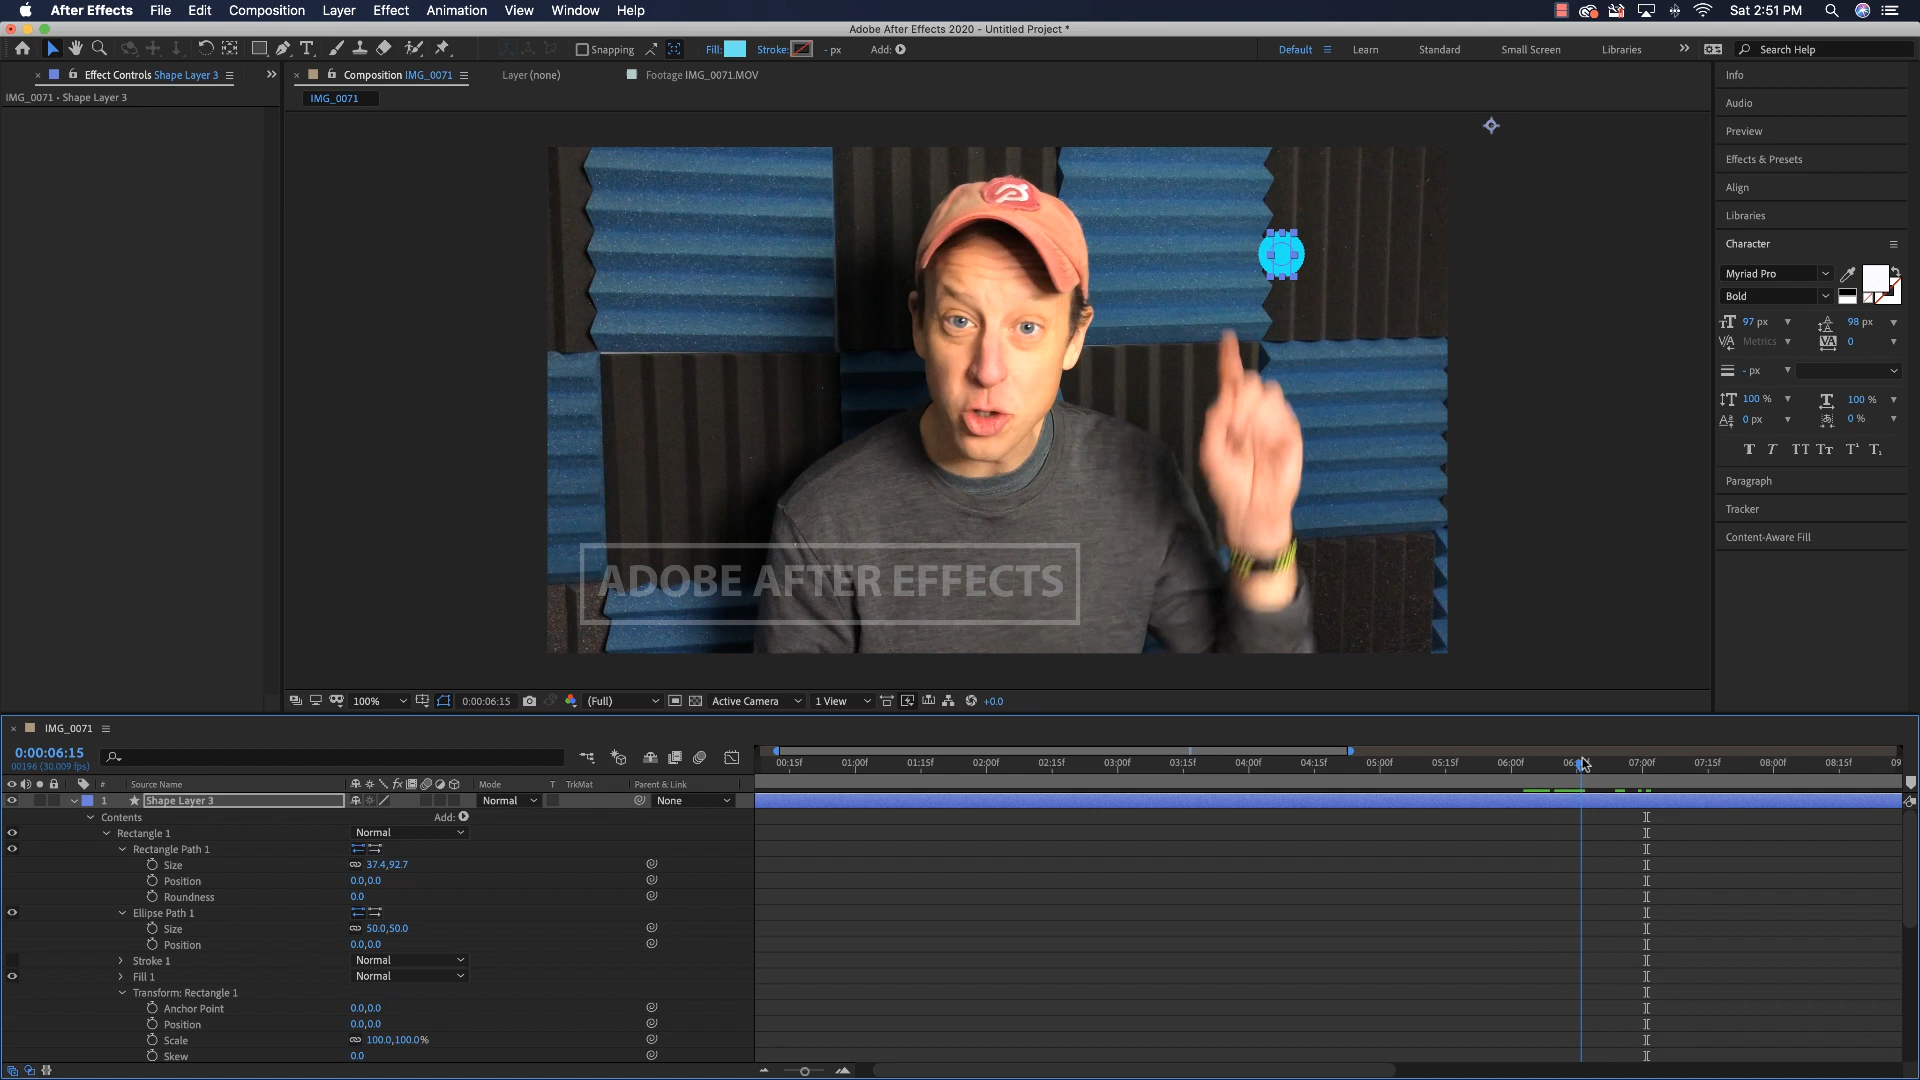 After Effects File Edit Composition Layer Effect Animation View Window Help Sat 2:51 PM
Adobe After Effects 2020 - Untitled Project *
Snapping Fill: Stroke: - px Add: Default Learn Standard Small Screen Libraries Search Help
Effect Controls Shape Layer 3 Composition IMG_0071 Layer (none) Footage IMG_0071.MOV
IMG_0071 • Shape Layer 3
IMG_0071
Info
Audio
Preview
Effects & Presets
Align
Libraries
Character
Myriad Pro
Bold
97 px 98 px
Metrics 0
- px
100 % 100 %
0 px 0 %
T T TT Tt T¹ T₁
Paragraph
Tracker
Content-Aware Fill
ADOBE AFTER EFFECTS
100% 0:00:06:15 (Full) Active Camera 1 View +0.0
IMG_0071
0:00:06:15
00196 (30.009 fps)
00:15f 01:00f 01:15f 02:00f 02:15f 03:00f 03:15f 04:00f 04:15f 05:00f 05:15f 06:00f 07:00f 07:15f 08:00f 08:15f 09
# Source Name Mode T TrkMat Parent & Link
1 Shape Layer 3 Normal None
Contents Add:
Rectangle 1 Normal
Rectangle Path 1
Size 37.4,92.7
Position 0.0,0.0
Roundness 0.0
Ellipse Path 1
Size 50.0,50.0
Position 0.0,0.0
Stroke 1 Normal
Fill 1 Normal
Transform: Rectangle 1
Anchor Point 0.0,0.0
Position 0.0,0.0
Scale 100.0,100.0%
Skew 0.0